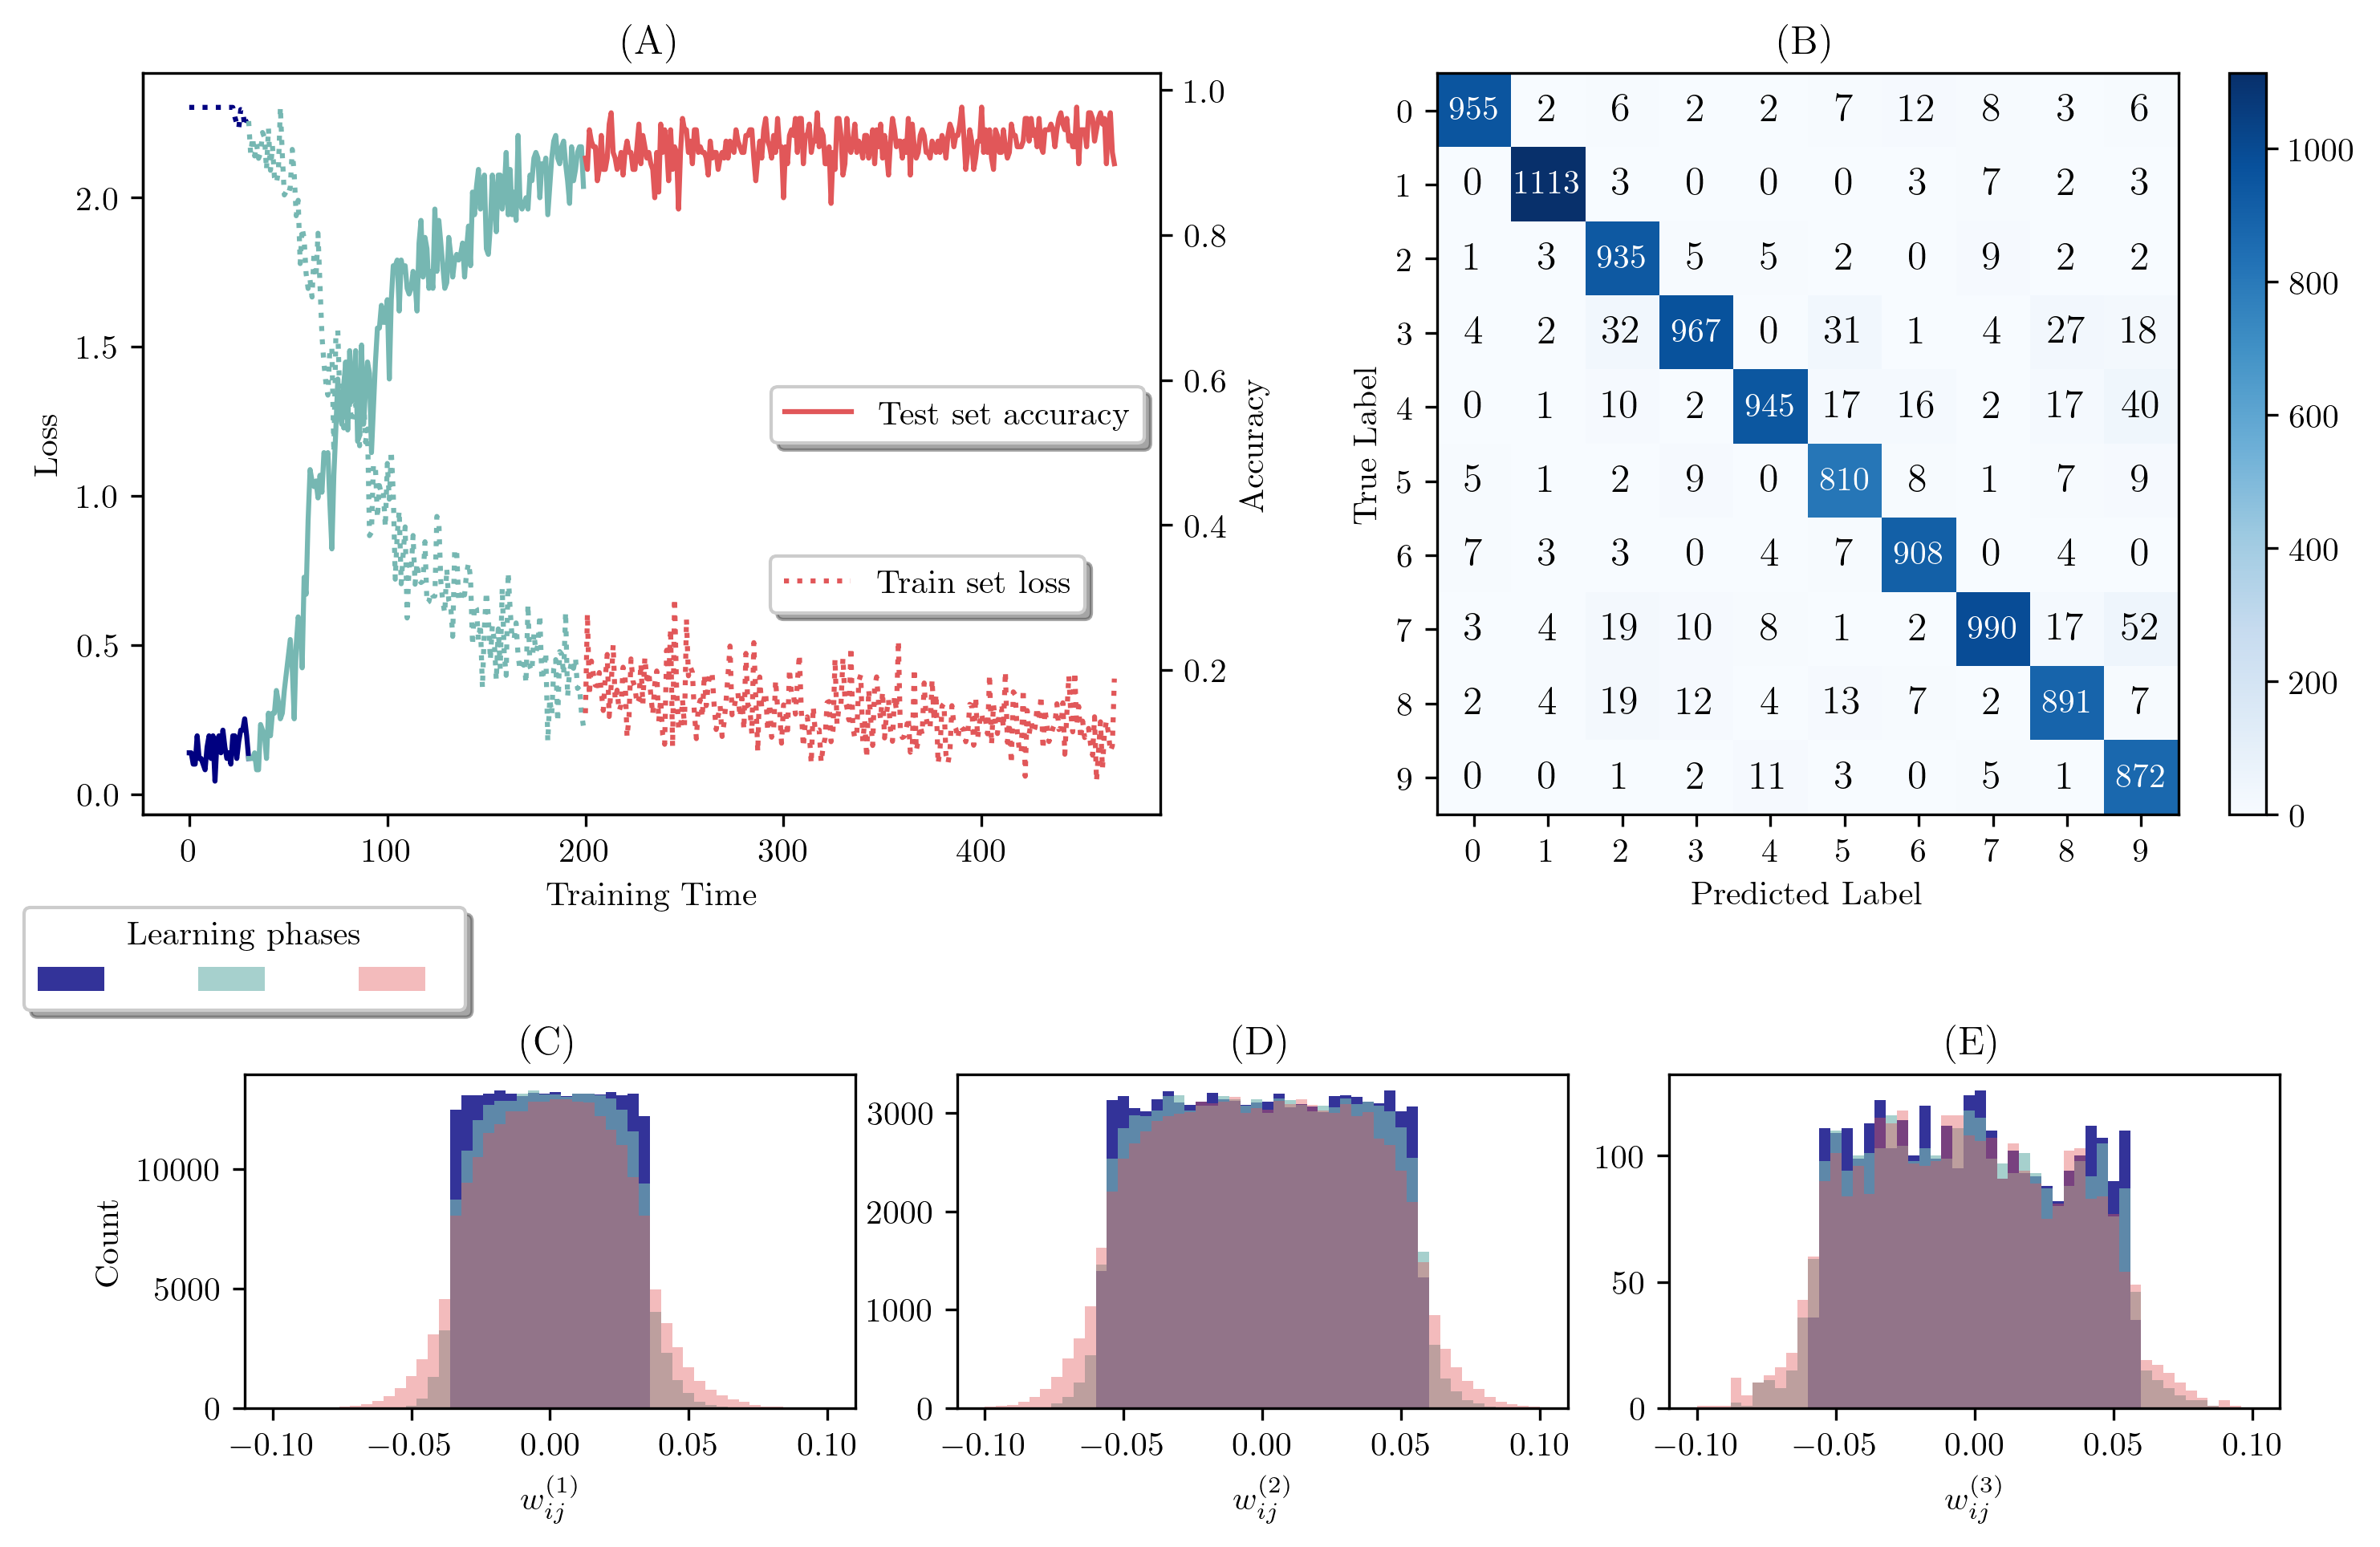 (A)
2.0
1.5
1.0
0.5
0.0
Loss
1.0
0.8
0.6
0.4
0.2
Accuracy
Test set accuracy
Train set loss
0 100 200 300 400
Training Time
(B)
0 955 2 6 2 2 7 12 8 3 6
1 0 1113 3 0 0 0 3 7 2 3
2 1 3 935 5 5 2 0 9 2 2
3 4 2 32 967 0 31 1 4 27 18
4 0 1 10 2 945 17 16 2 17 40
5 5 1 2 9 0 810 8 1 7 9
6 7 3 3 0 4 7 908 0 4 0
7 3 4 19 10 8 1 2 990 17 52
8 2 4 19 12 4 13 7 2 891 7
9 0 0 1 2 11 3 0 5 1 872
0 1 2 3 4 5 6 7 8 9
True Label
Predicted Label
1000
800
600
400
200
0
Learning phases
(C)
10000
5000
0
Count
−0.10 −0.05 0.00 0.05 0.10
w_{ij}^{(1)}
(D)
3000
2000
1000
0
−0.10 −0.05 0.00 0.05 0.10
w_{ij}^{(2)}
(E)
100
50
0
−0.10 −0.05 0.00 0.05 0.10
w_{ij}^{(3)}